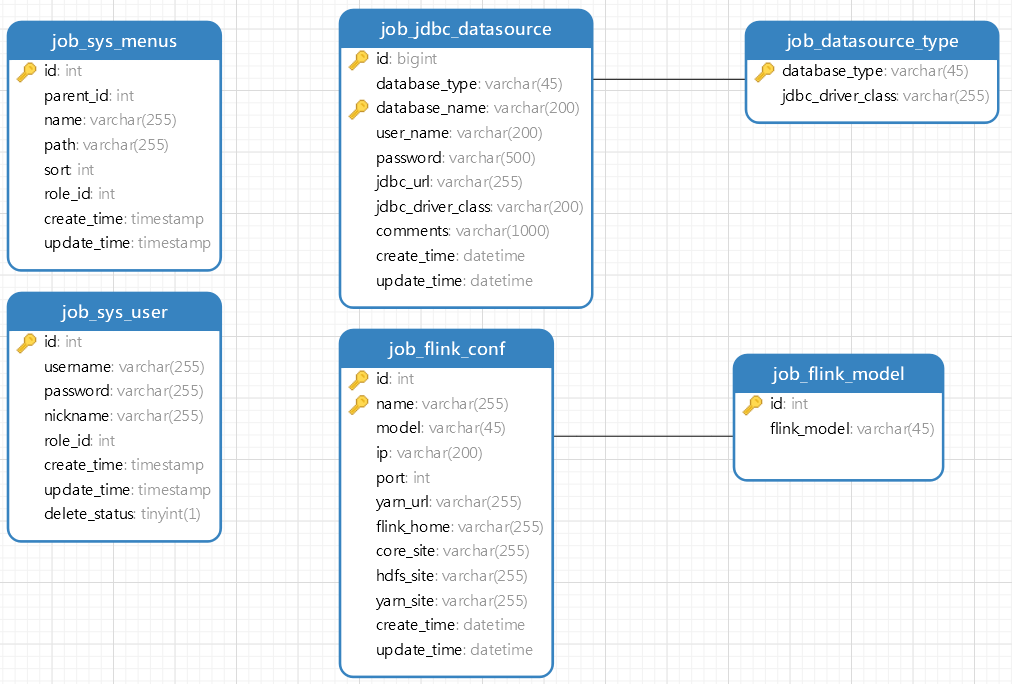 job_sys_menus
id: int
parent_id: int
name: varchar(255)
path: varchar(255)
sort: int
role_id: int
create_time: timestamp
update_time: timestamp
job_sys_user
id: int
username: varchar(255)
password: varchar(255)
nickname: varchar(255)
role_id: int
create_time: timestamp
update_time: timestamp
delete_status: tinyint(1)
job_jdbc_datasource
id: bigint
database_type: varchar(45)
database_name: varchar(200)
user_name: varchar(200)
password: varchar(500)
jdbc_url: varchar(255)
jdbc_driver_class: varchar(200)
comments: varchar(1000)
create_time: datetime
update_time: datetime
job_flink_conf
id: int
name: varchar(255)
model: varchar(45)
ip: varchar(200)
port: int
yarn_url: varchar(255)
flink_home: varchar(255)
core_site: varchar(255)
hdfs_site: varchar(255)
yarn_site: varchar(255)
create_time: datetime
update_time: datetime
job_datasource_type
database_type: varchar(45)
jdbc_driver_class: varchar(255)
job_flink_model
id: int
flink_model: varchar(45)